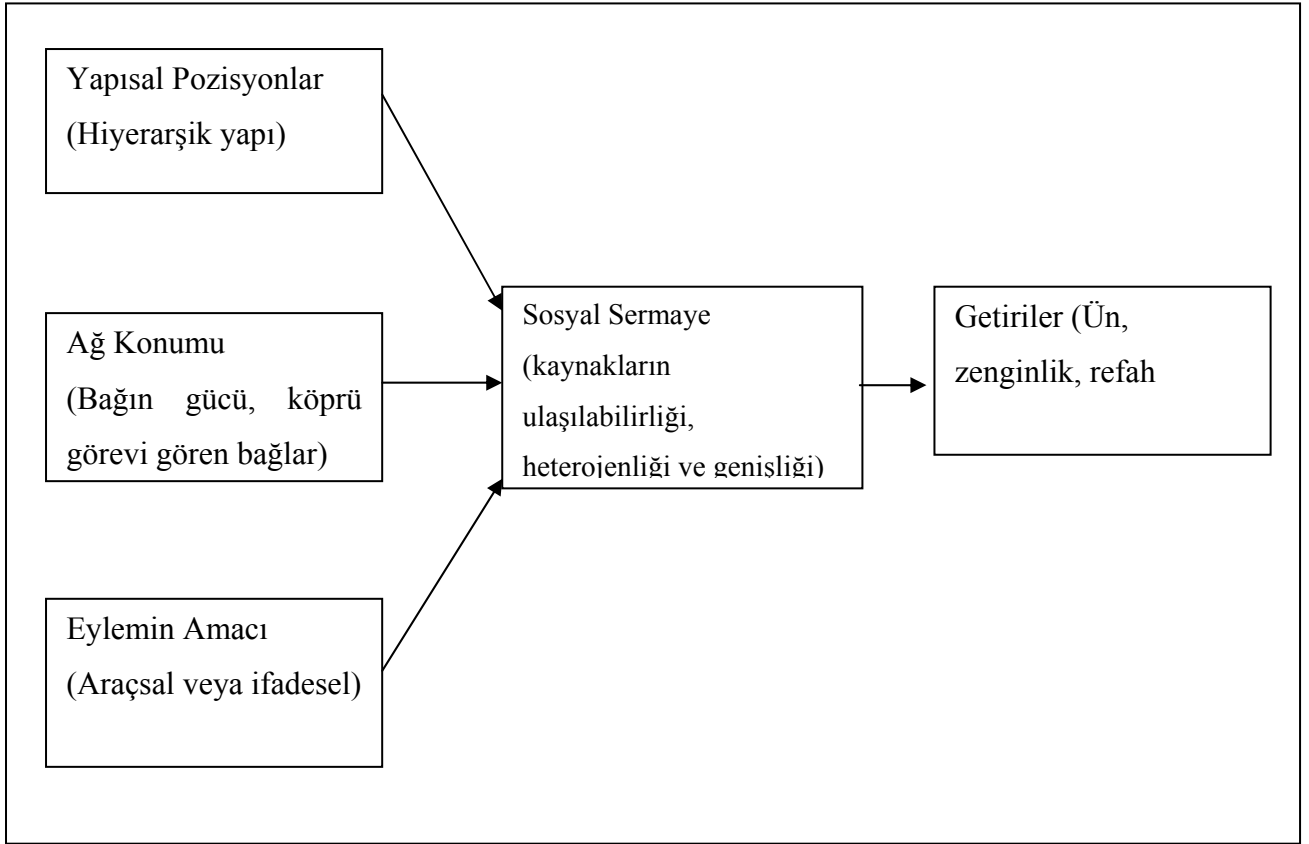 Yapısal Pozisyonlar
(Hiyerarşik yapı)
Ağ Konumu
(Bağın gücü, köprü
görevi gören bağlar)
Eylemin Amacı
(Araçsal veya ifadesel)
Sosyal Sermaye
(kaynakların
ulaşılabilirliği,
heterojenliği ve genişliği)
Getiriler (Ün,
zenginlik, refah